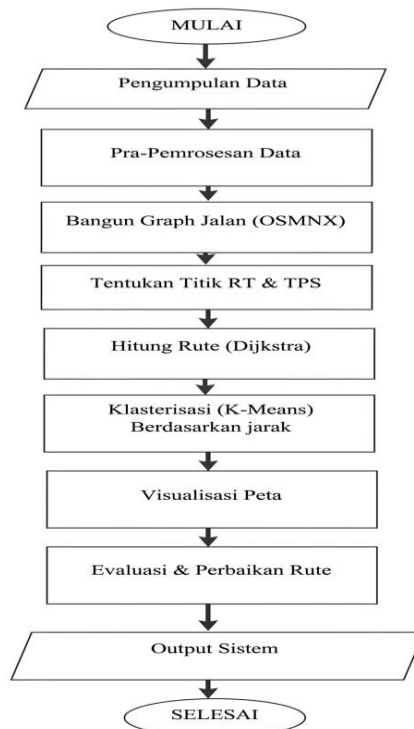 MULAI
Pengumpulan Data
Pra-Pemrosesan Data
Bangun Graph Jalan (OSMNX)
Tentukan Titik RT & TPS
Hitung Rute (Dijkstra)
Klasterisasi (K-Means)
Berdasarkan jarak
Visualisasi Peta
Evaluasi & Perbaikan Rute
Output Sistem
SELESAI